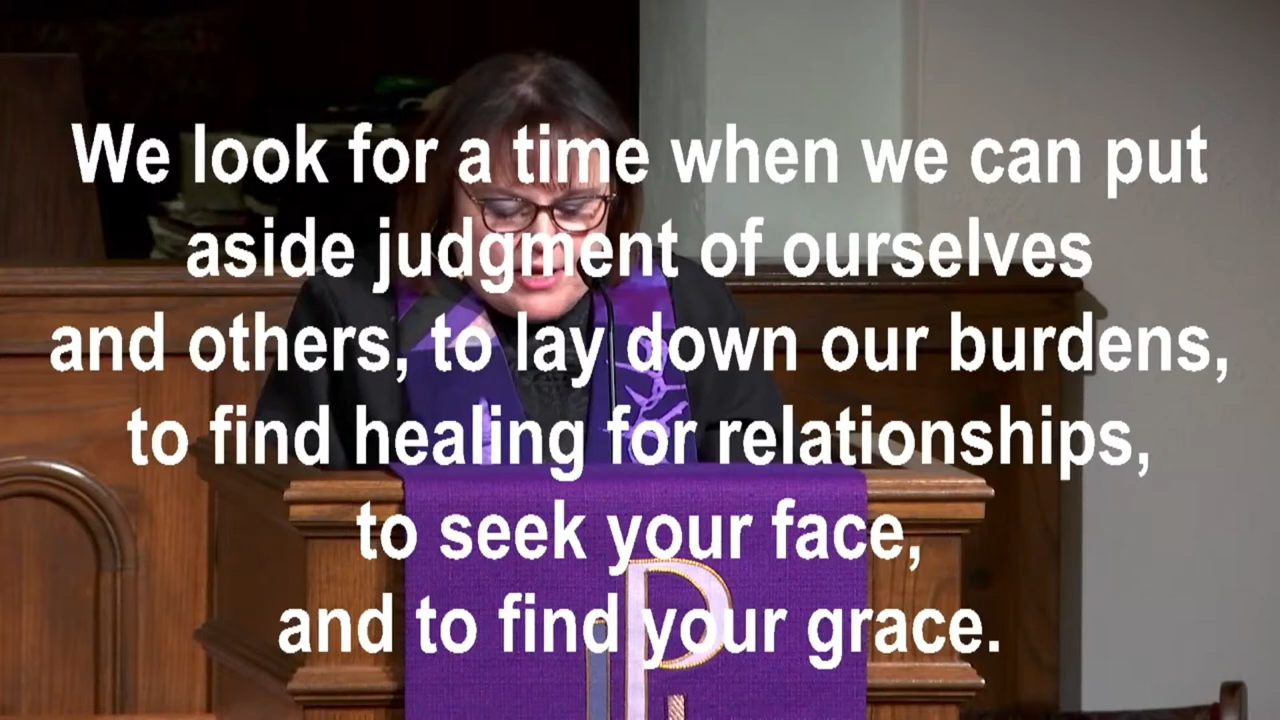 We look for a time when we can put
aside judgment of ourselves
and others, to lay down our burdens,
to find healing for relationships,
to seek your face,
and to find your grace.